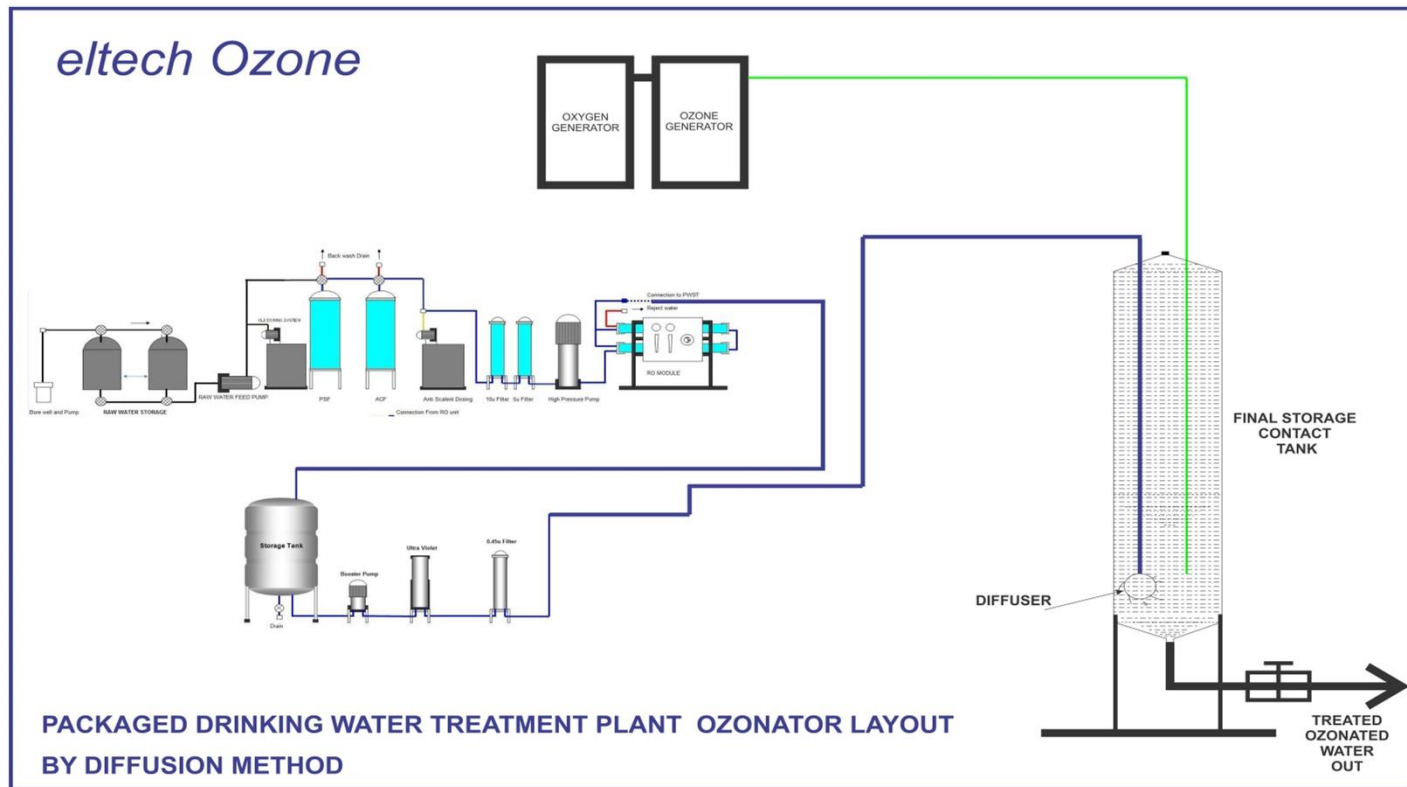 eltech Ozone
OXYGEN
GENERATOR
OZONE
GENERATOR
Back wash Drain
Connection to PWST
Reject water
RO MODULE
Bore well and Pump
RAW WATER STORAGE
RAW WATER FEED PUMP
PSF
ACF
Anti Scalent Dosing
10u Filter
5u Filter
High Pressure Pump
Connection From RO unit
FINAL STORAGE
CONTACT
TANK
Storage Tank
Drain
Booster Pump
Ultra Violet
0.45u Filter
DIFFUSER
TREATED
OZONATED
WATER
OUT
PACKAGED DRINKING WATER TREATMENT PLANT OZONATOR LAYOUT
BY DIFFUSION METHOD